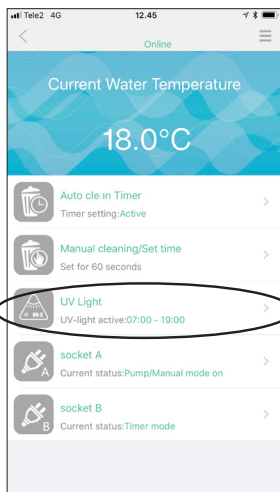 Tele2 4G 12.45
Online
Current Water Temperature
18.0°C
Auto clean Timer
Timer setting:Active
Manual cleaning/Set time
Set for 60 seconds
UV Light
UV-light active:07:00 - 19:00
socket A
A
Current status:Pump/Manual mode on
socket B
B
Current status:Timer mode